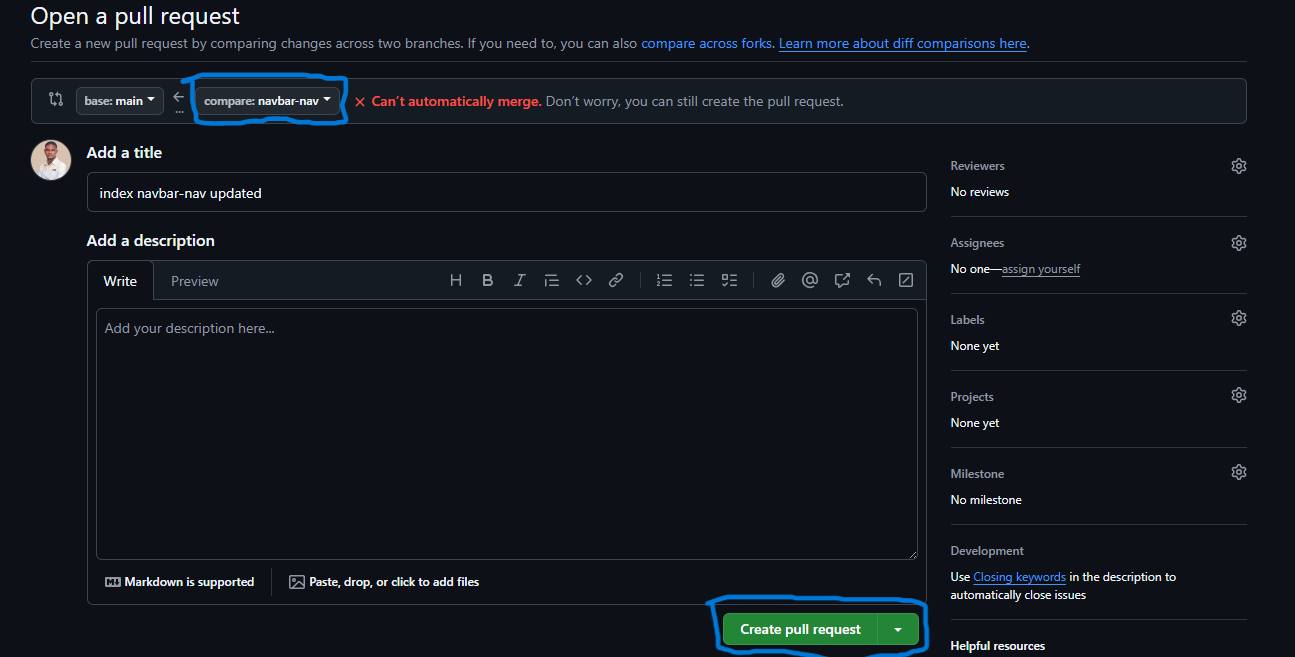 Open a pull request
Create a new pull request by comparing changes across two branches. If you need to, you can also compare across forks. Learn more about diff comparisons here.
base: main
...
compare: navbar-nav
Can’t automatically merge. Don’t worry, you can still create the pull request.
Add a title
index navbar-nav updated
Add a description
Write
Preview
Add your description here...
Markdown is supported
Paste, drop, or click to add files
Create pull request
Reviewers
No reviews
Assignees
No one—assign yourself
Labels
None yet
Projects
None yet
Milestone
No milestone
Development
Use Closing keywords in the description to
automatically close issues
Helpful resources